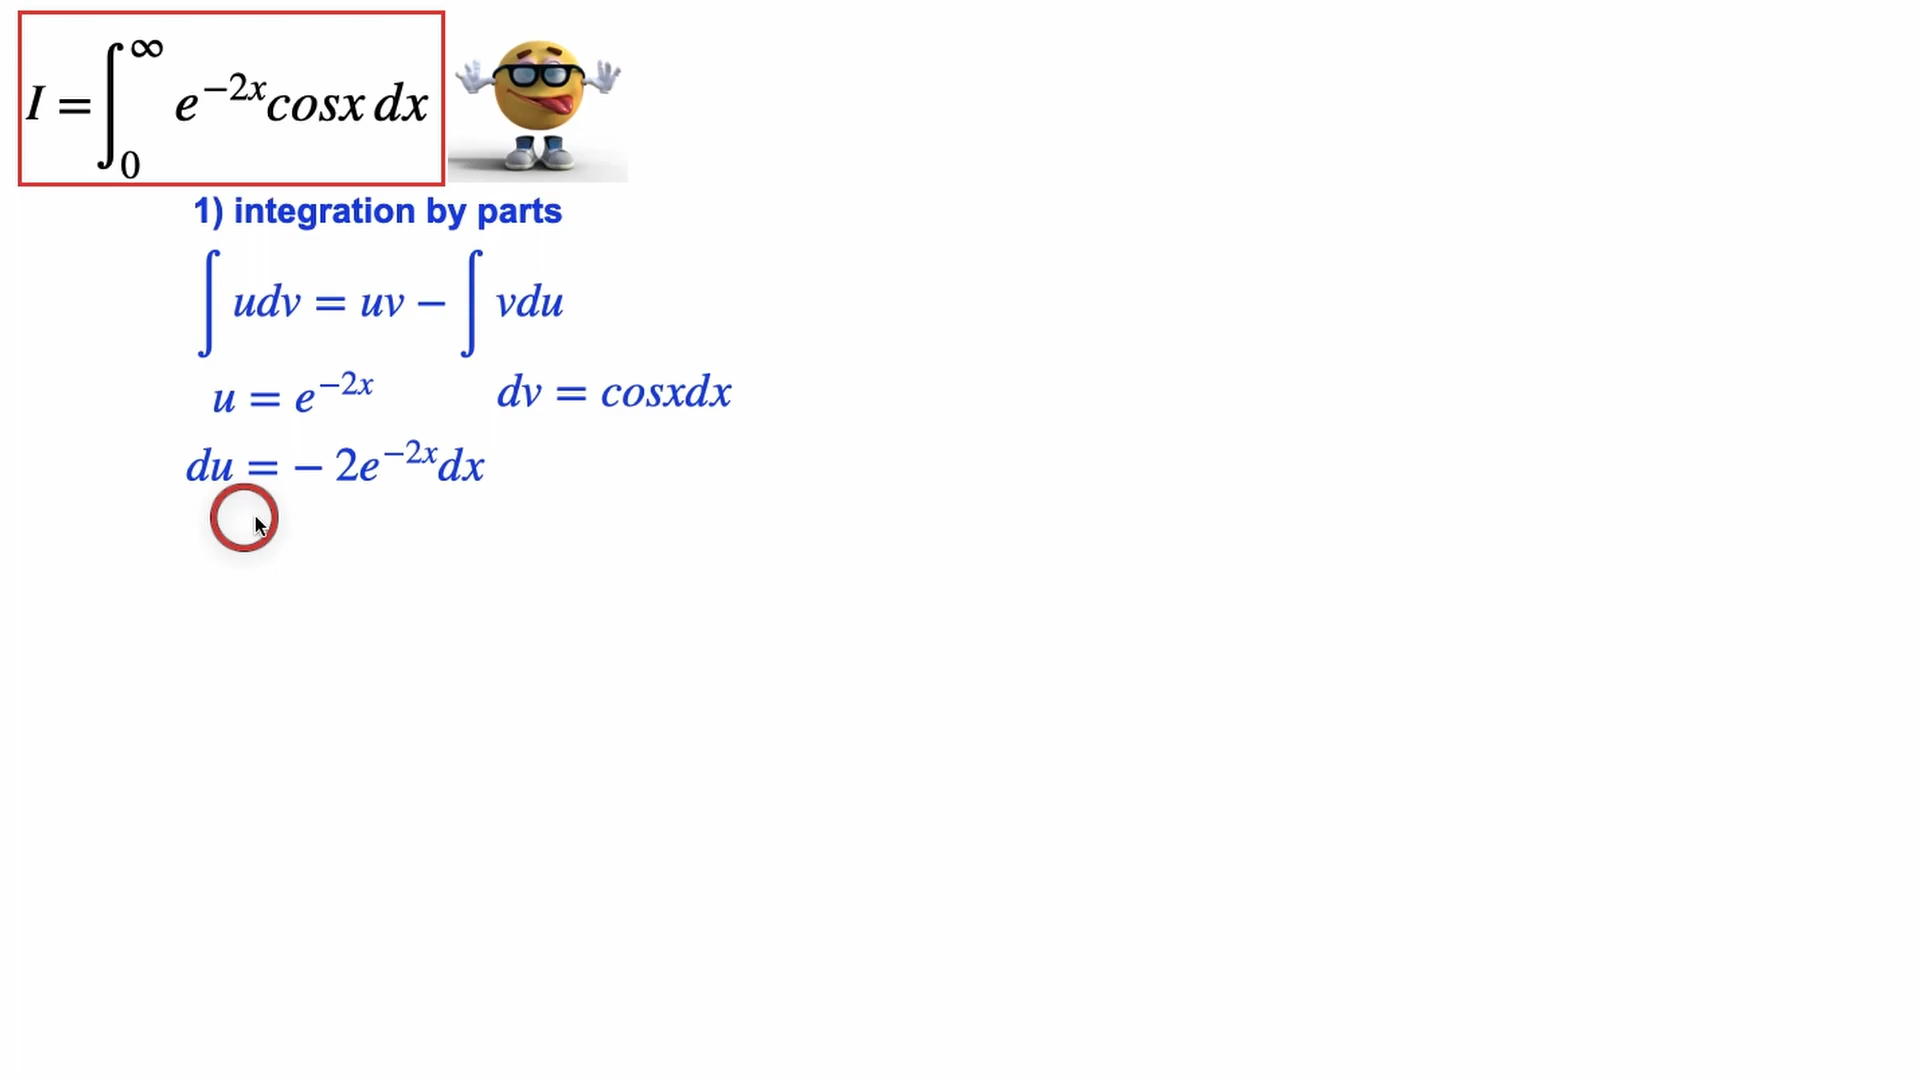 I = ∫₀^∞ e^{−2x} cosx dx
1) integration by parts
∫ udv = uv − ∫ vdu
u = e^{−2x} dv = cosxdx
du = − 2e^{−2x}dx